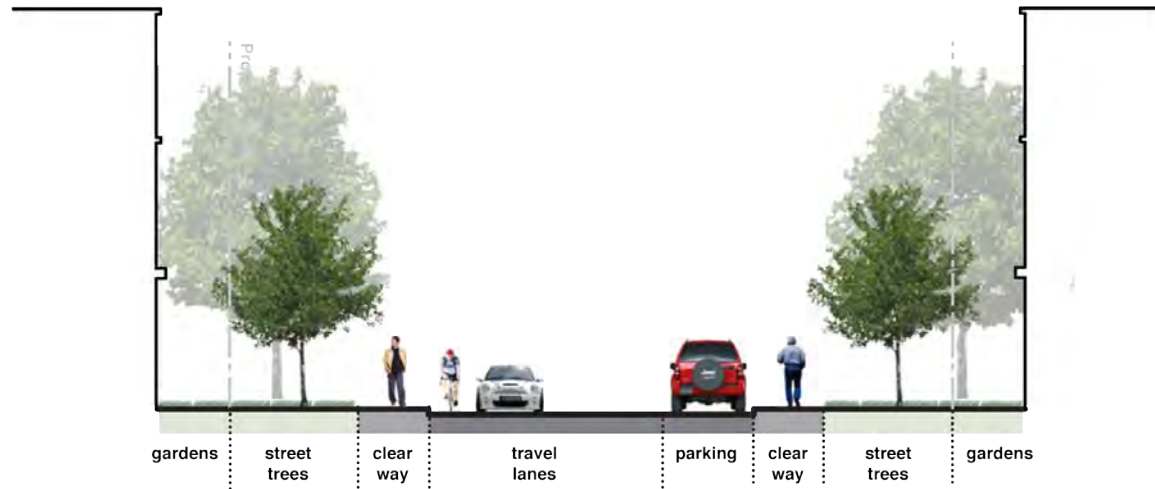 gardens
street
trees
clear
way
travel
lanes
parking
clear
way
street
trees
gardens